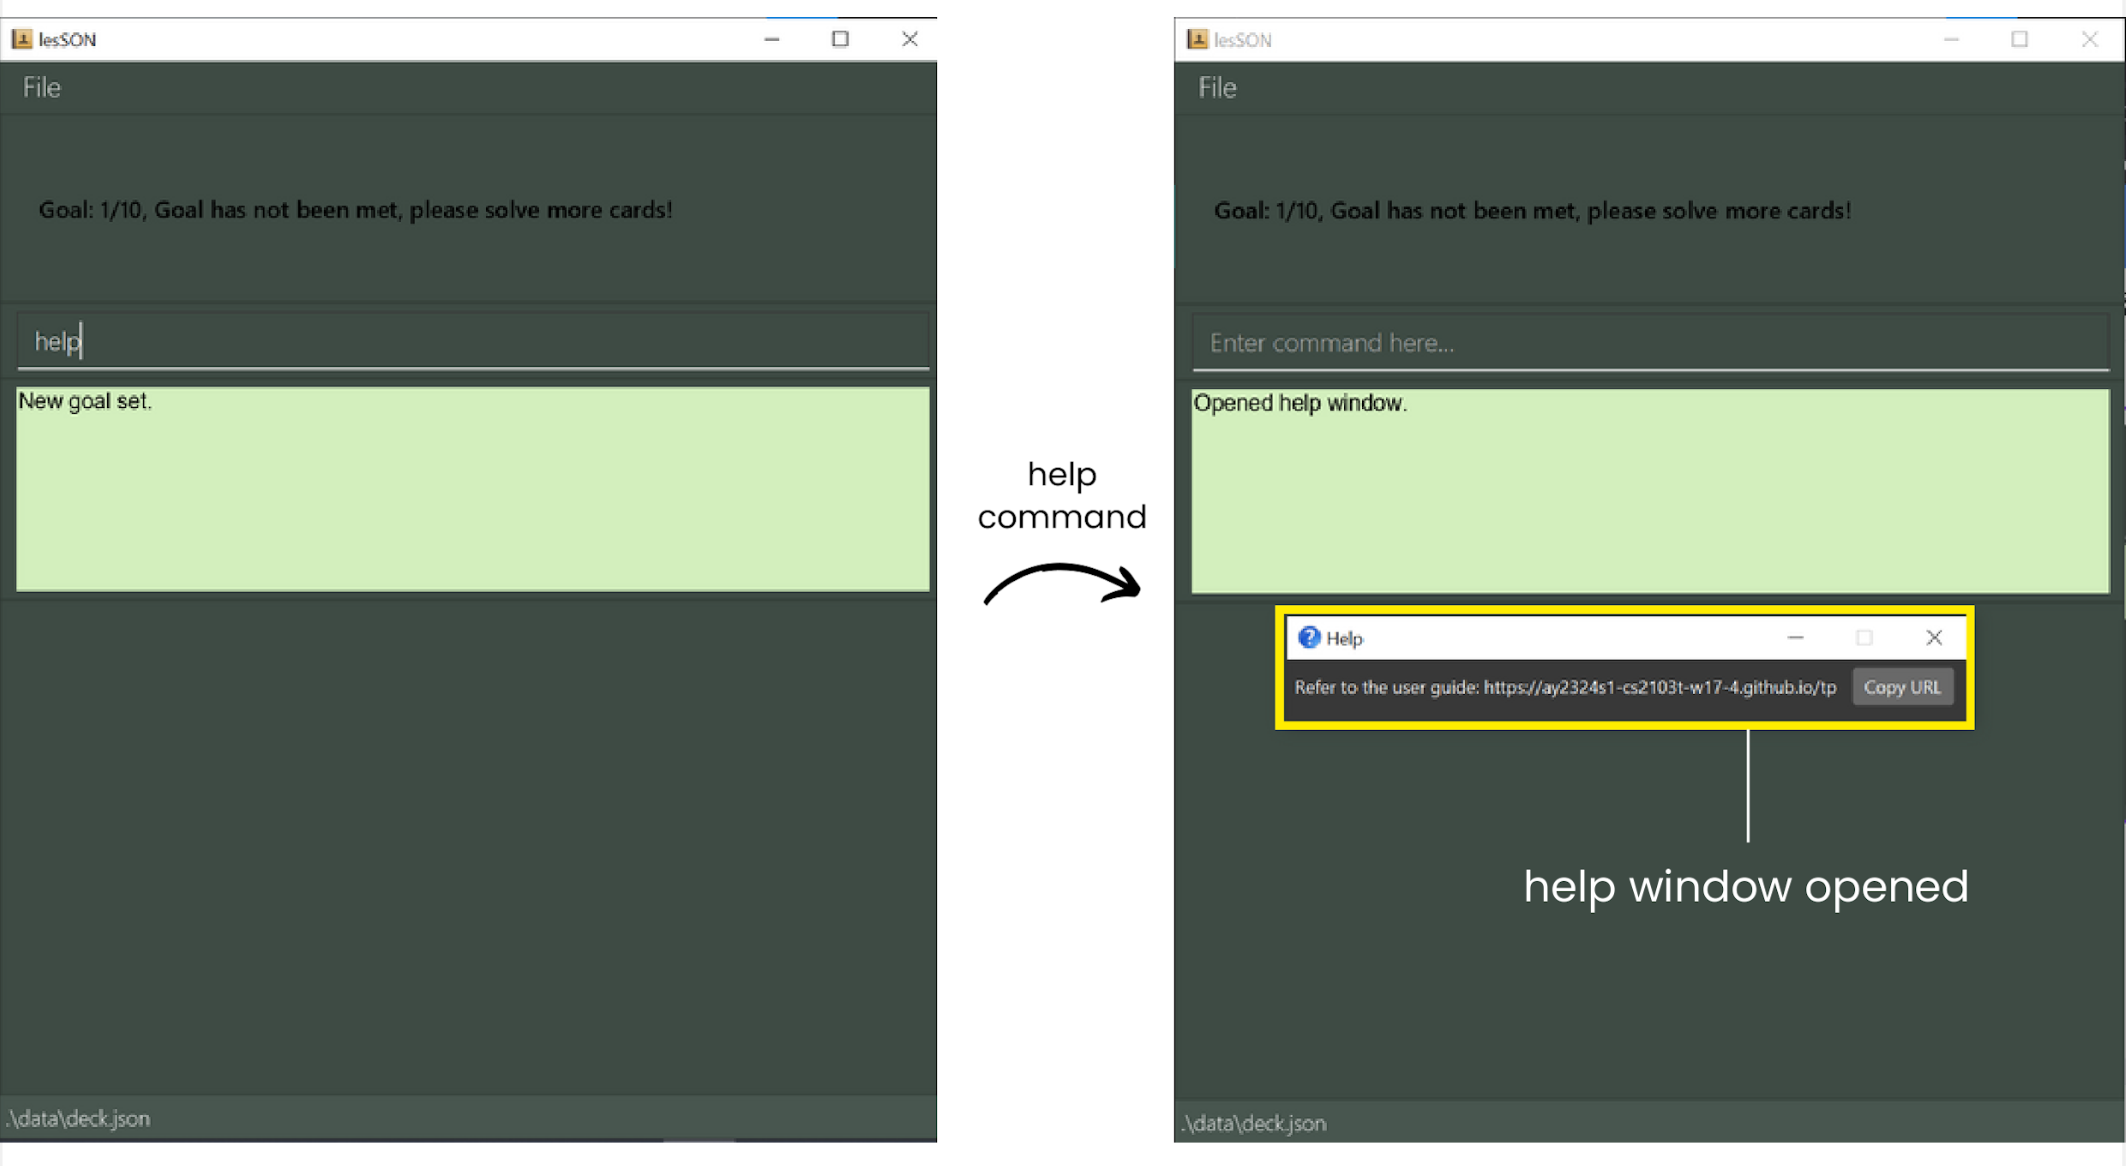 lesSON
File
Goal: 1/10, Goal has not been met, please solve more cards!
help
New goal set.
.\data\deck.json
help
command
lesSON
File
Goal: 1/10, Goal has not been met, please solve more cards!
Enter command here...
Opened help window.
Help
Refer to the user guide: https://ay2324s1-cs2103t-w17-4.github.io/tp
Copy URL
help window opened
.\data\deck.json